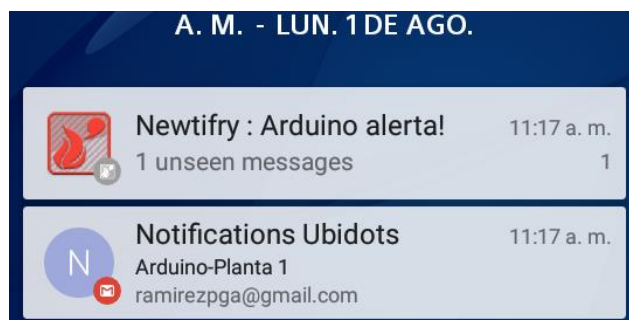 A. M. - LUN. 1 DE AGO.
Newtifry : Arduino alerta! 11:17 a. m.
1 unseen messages 1
N
Notifications Ubidots 11:17 a. m.
Arduino-Planta 1
ramirezpga@gmail.com